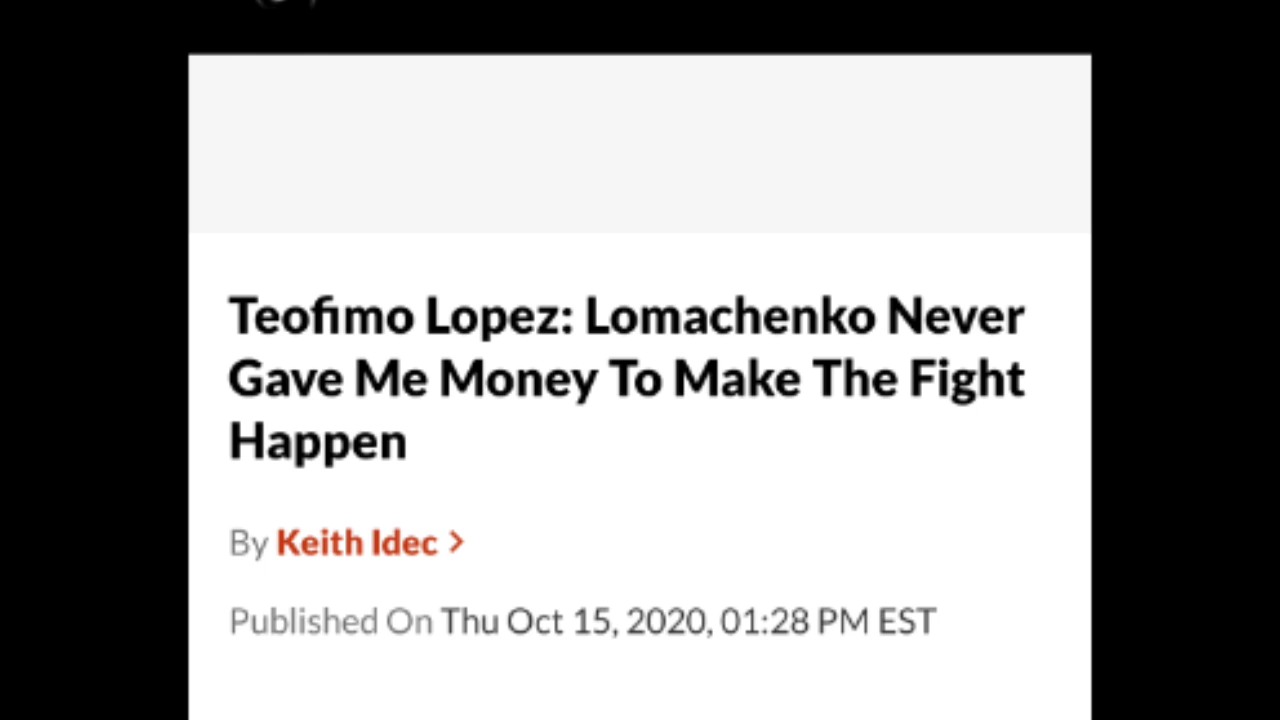 Teofimo Lopez: Lomachenko Never
Gave Me Money To Make The Fight
Happen
By Keith Idec >
Published On Thu Oct 15, 2020, 01:28 PM EST